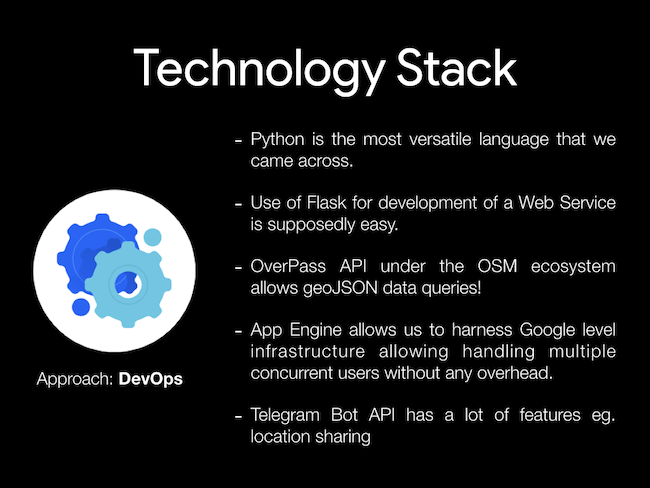 Technology Stack
- Python is the most versatile language that we
came across.
- Use of Flask for development of a Web Service
is supposedly easy.
- OverPass API under the OSM ecosystem
allows geoJSON data queries!
- App Engine allows us to harness Google level
infrastructure allowing handling multiple
concurrent users without any overhead.
- Telegram Bot API has a lot of features eg.
location sharing
Approach: DevOps